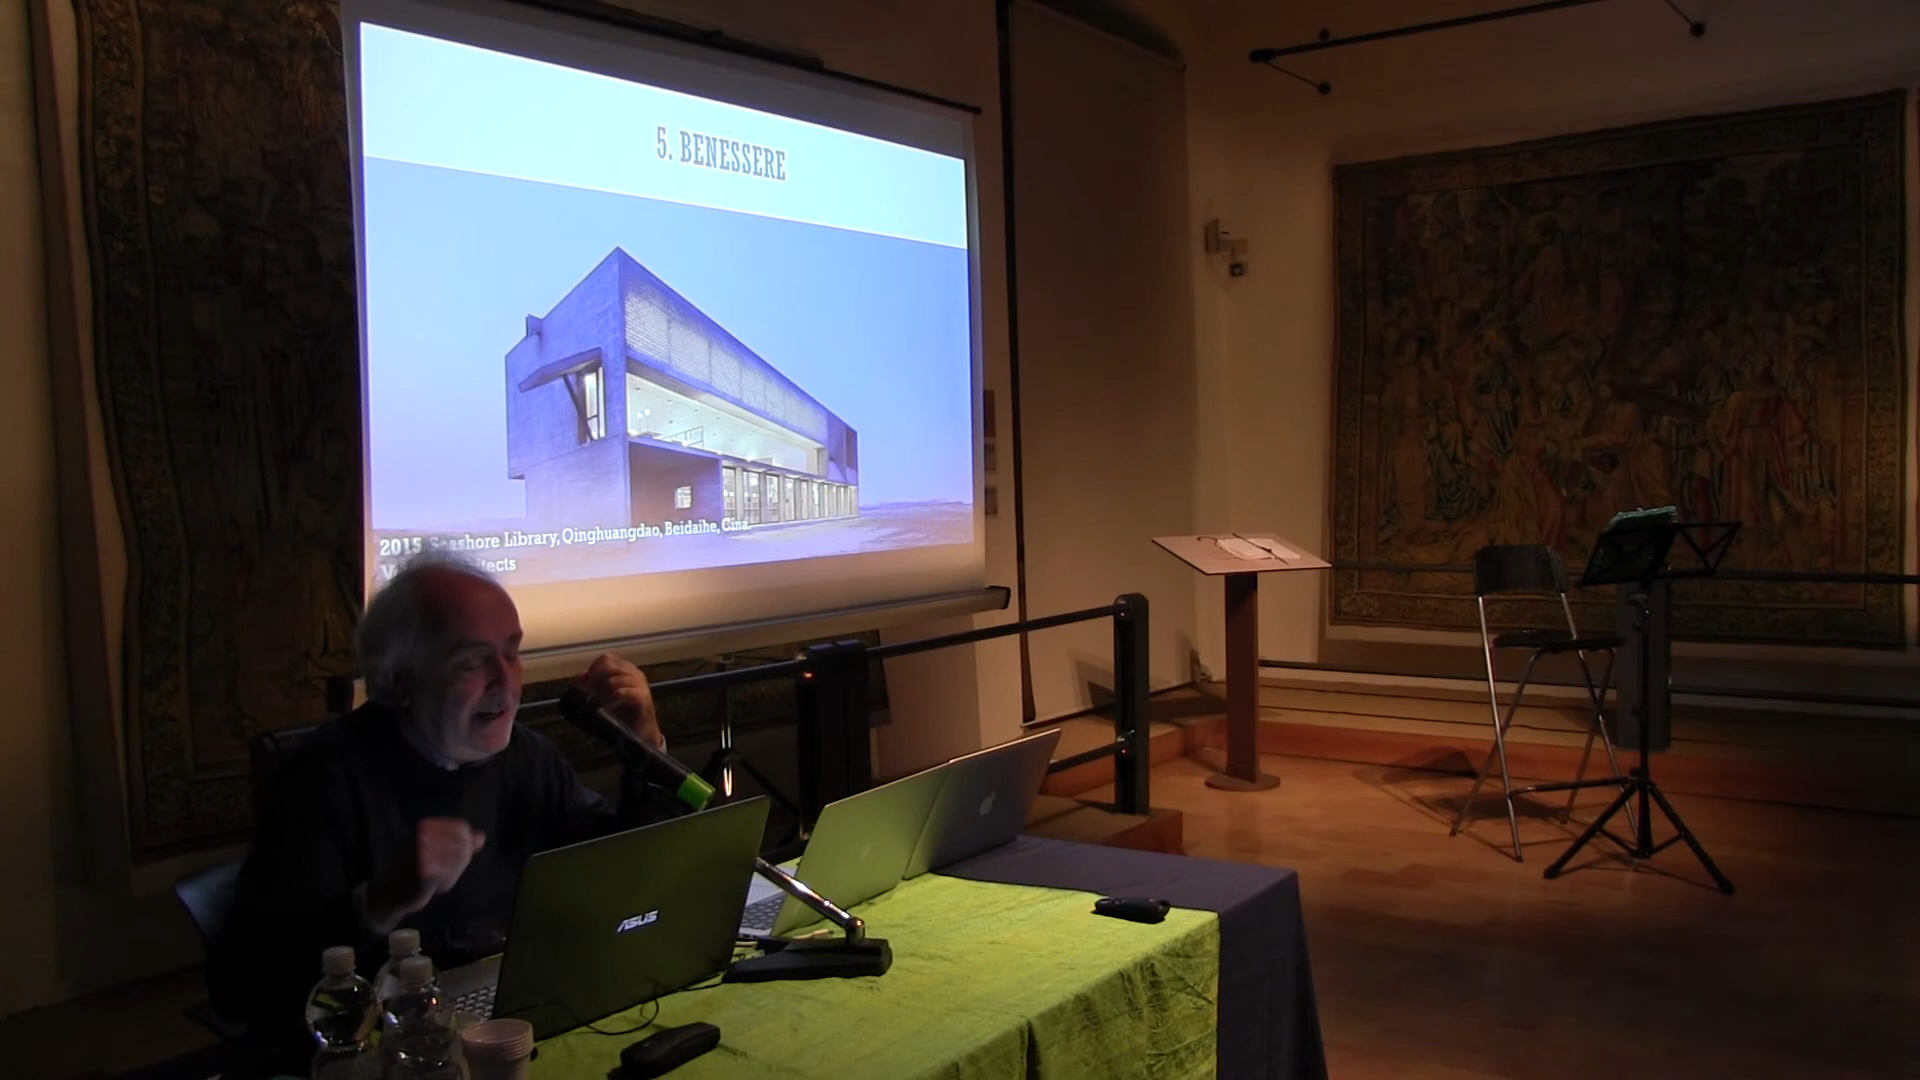 5. BENESSERE
2015, Seashore Library, Qinghuangdao, Beidaihe, Cina.
ASUS